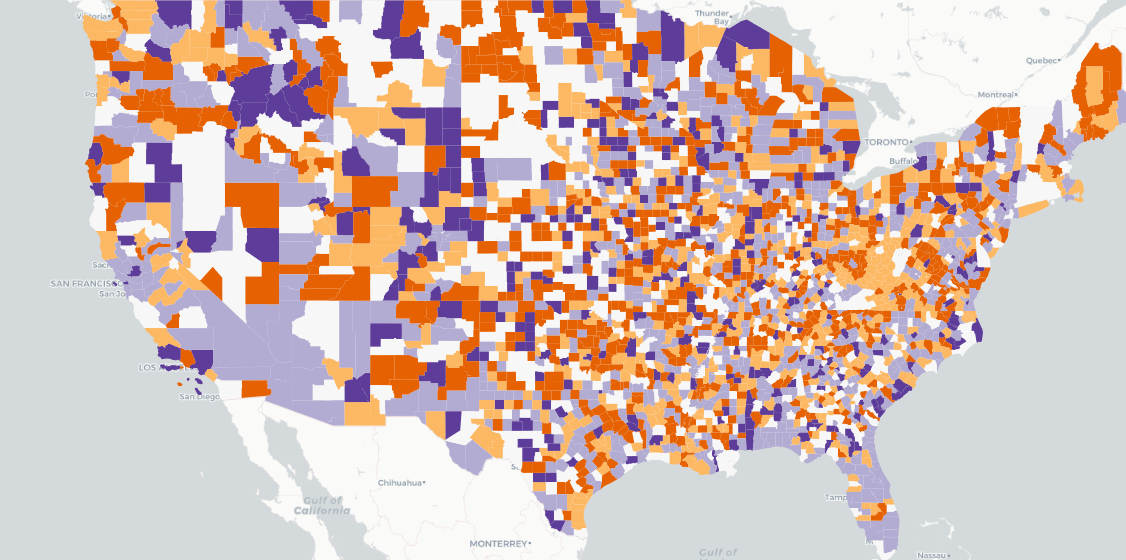 Victoria
Thunder
Bay
Quebec
Montreal
TORONTO
Buffalo
SAN FRANCISCO
San Jo
San Diego
Chihuahua
Gulf of
California
MONTERREY
Gulf of
Nassau
Tamp
Sac
LOS A